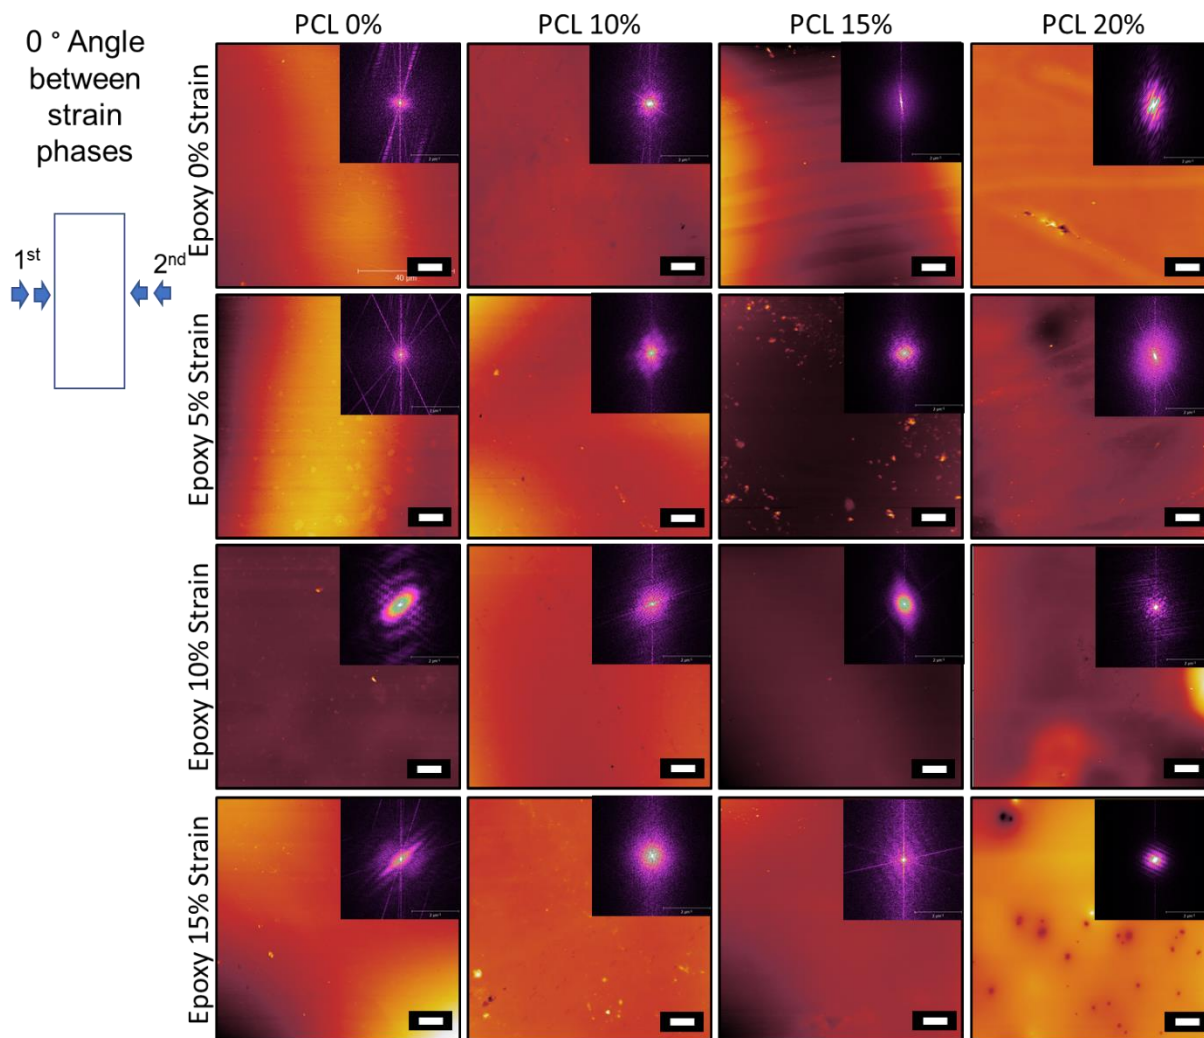 0 ° Angle
between
strain
phases
1st
2nd
PCL 0%
PCL 10%
PCL 15%
PCL 20%
Epoxy 0% Strain
40 µm
Epoxy 5% Strain
Epoxy 10% Strain
Epoxy 15% Strain